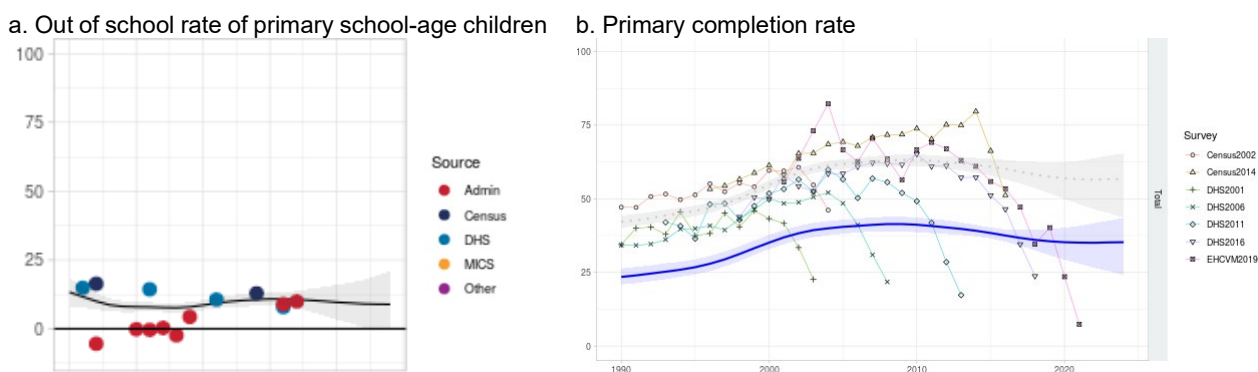 a. Out of school rate of primary school-age children
b. Primary completion rate
100
75
50
25
0
Source
Admin
Census
DHS
MICS
Other
100
75
50
25
0
1990
2000
2010
2020
Total
Survey
Census2002
Census2014
DHS2001
DHS2006
DHS2011
DHS2016
EHCVM2019